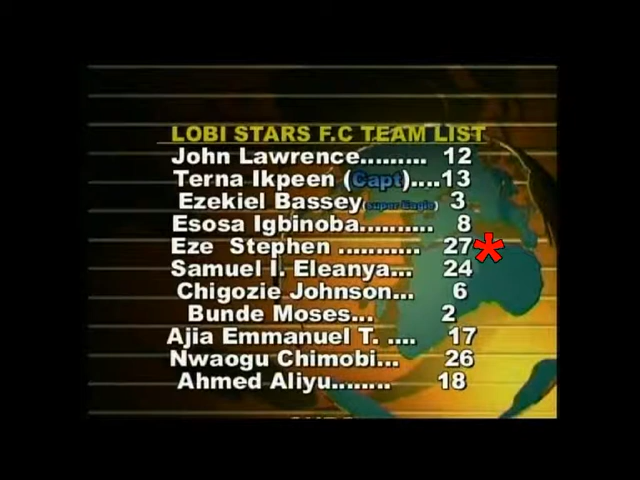 LOBI STARS F.C TEAM LIST
John Lawrence......... 12
Terna Ikpeen (Capt)....13
Ezekiel Bassey (super Eagle) 3
Esosa Igbinoba.......... 8
Eze Stephen ........... 27*
Samuel I. Eleanya... 24
Chigozie Johnson... 6
Bunde Moses... 2
Ajia Emmanuel T. .... 17
Nwaogu Chimobi... 26
Ahmed Aliyu........ 18